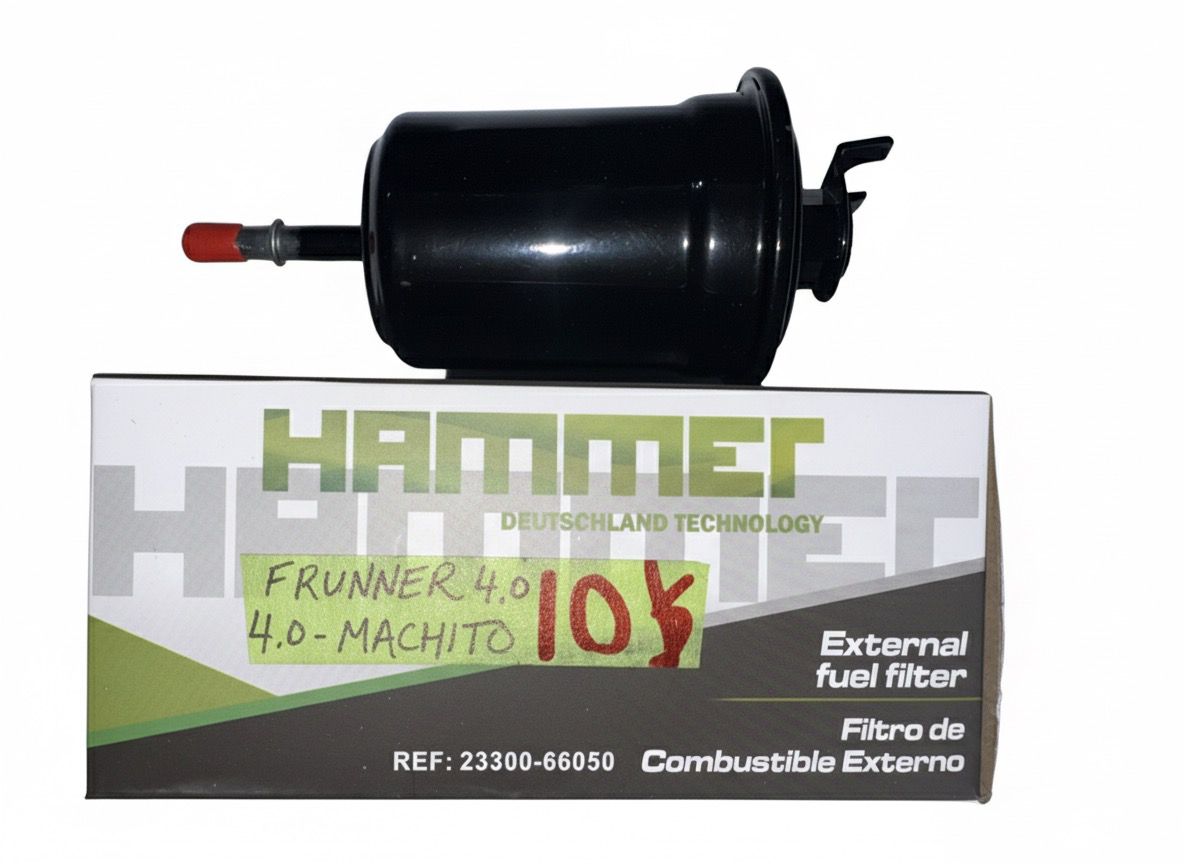 HAMMER
HAMMER
DEUTSCHLAND TECHNOLOGY
FRUNNER 4.0
4.0-MACHITO
10$
External
fuel filter
Filtro de
Combustible Externo
REF: 23300-66050